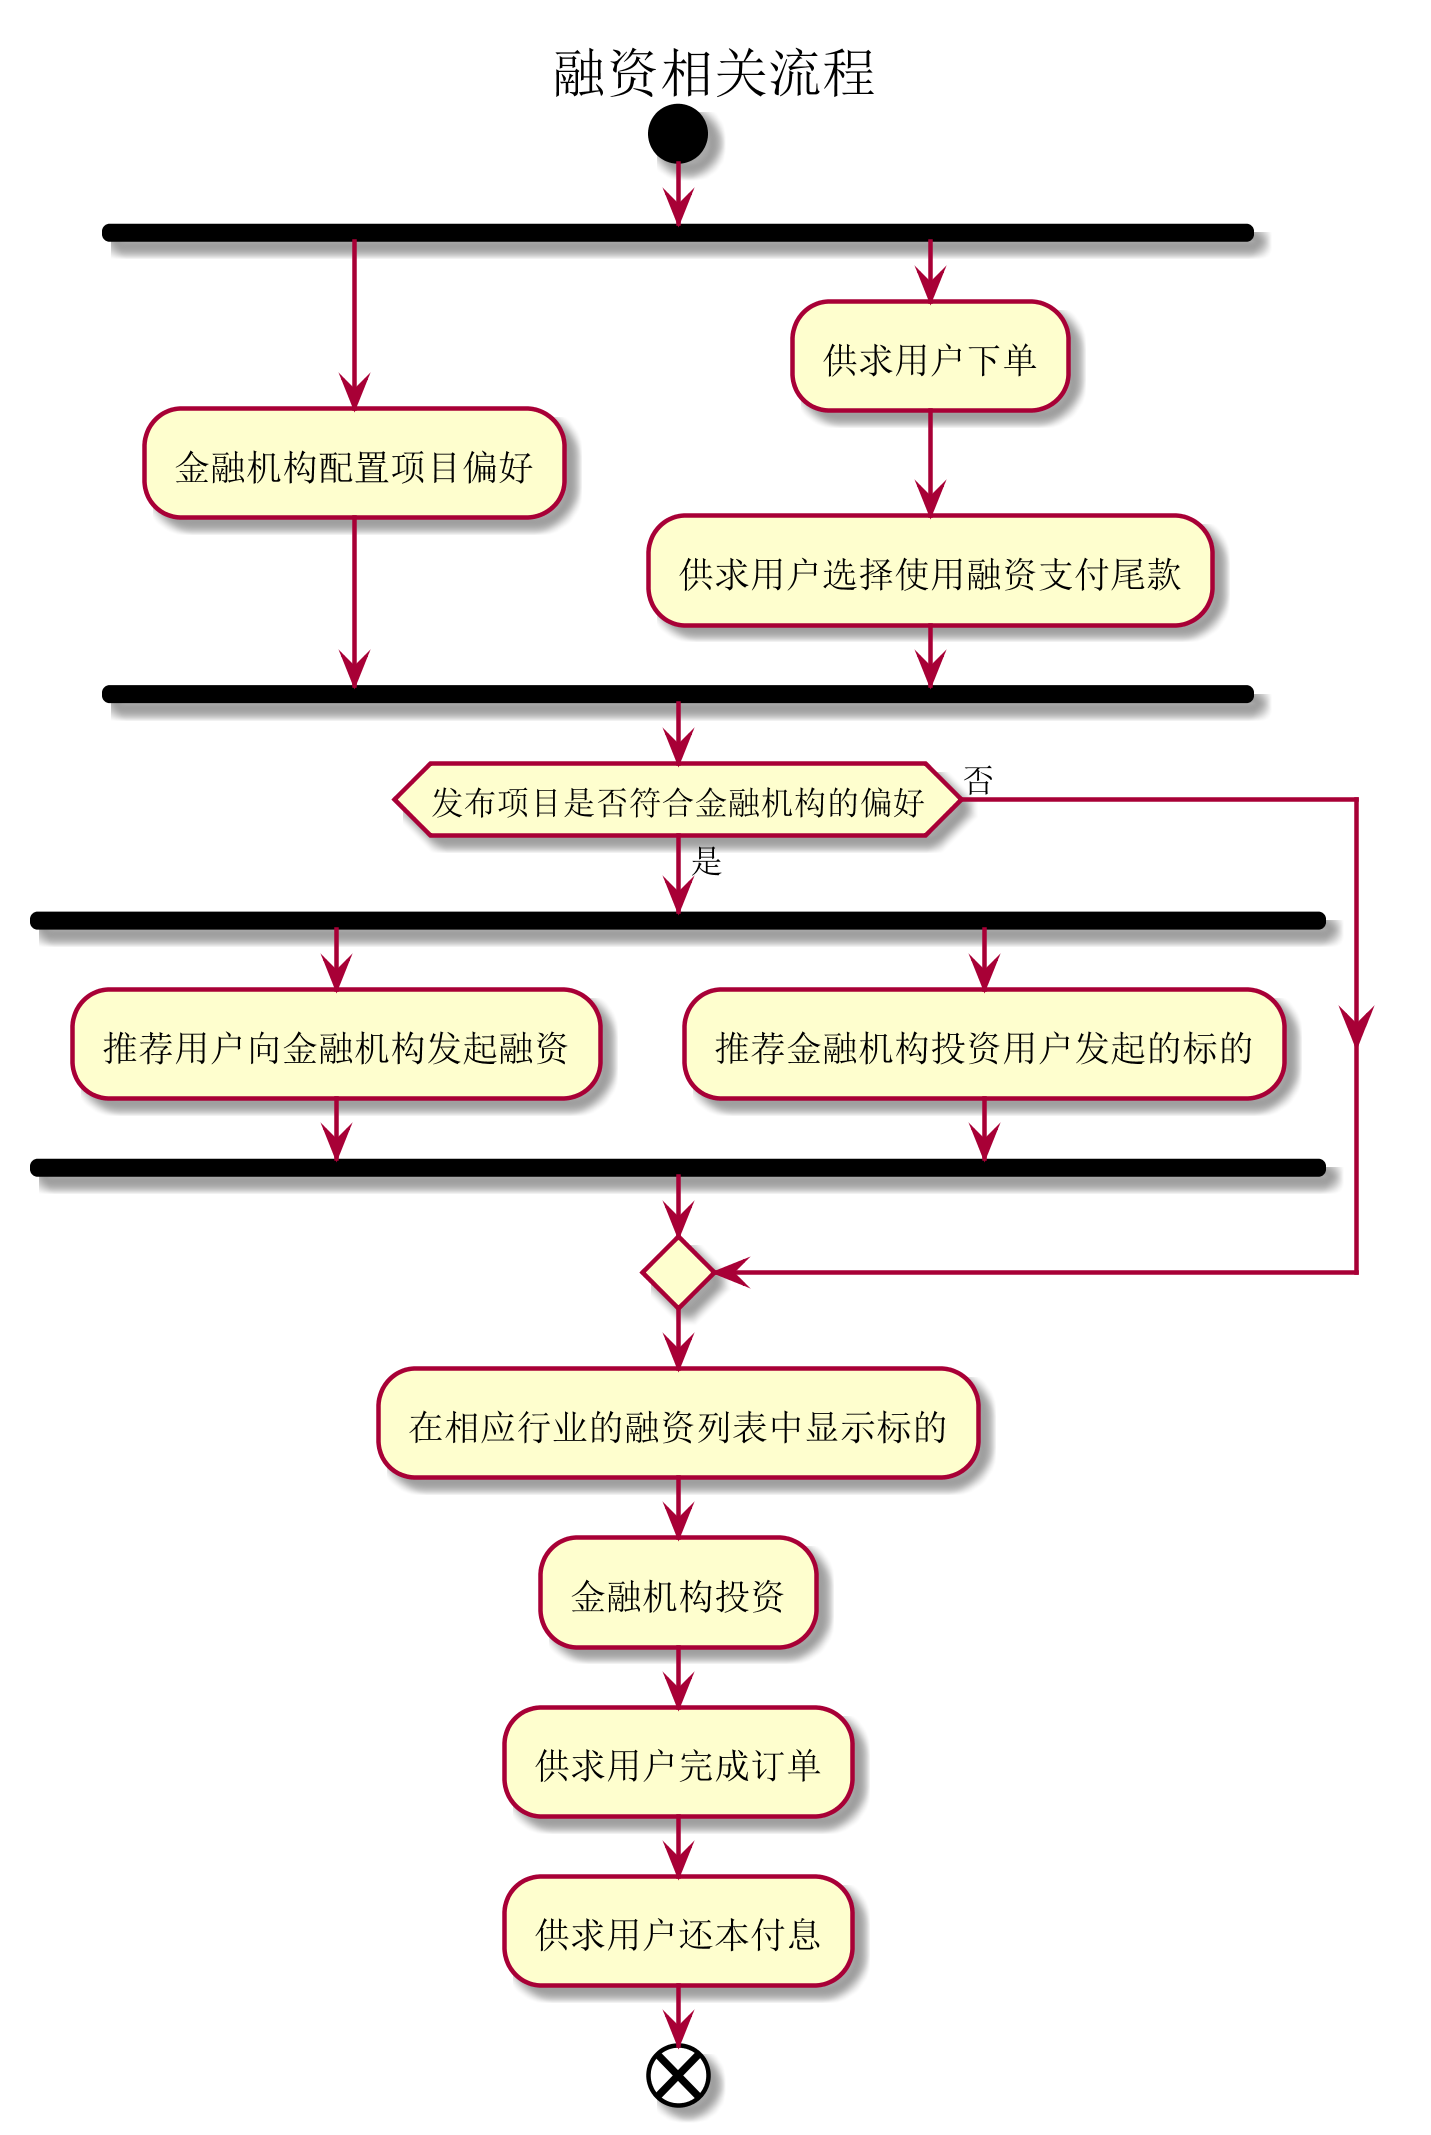 融资相关流程
供求用户下单
金融机构配置项目偏好
供求用户选择使用融资支付尾款
发布项目是否符合金融机构的偏好
否
是
推荐用户向金融机构发起融资
推荐金融机构投资用户发起的标的
在相应行业的融资列表中显示标的
金融机构投资
供求用户完成订单
供求用户还本付息